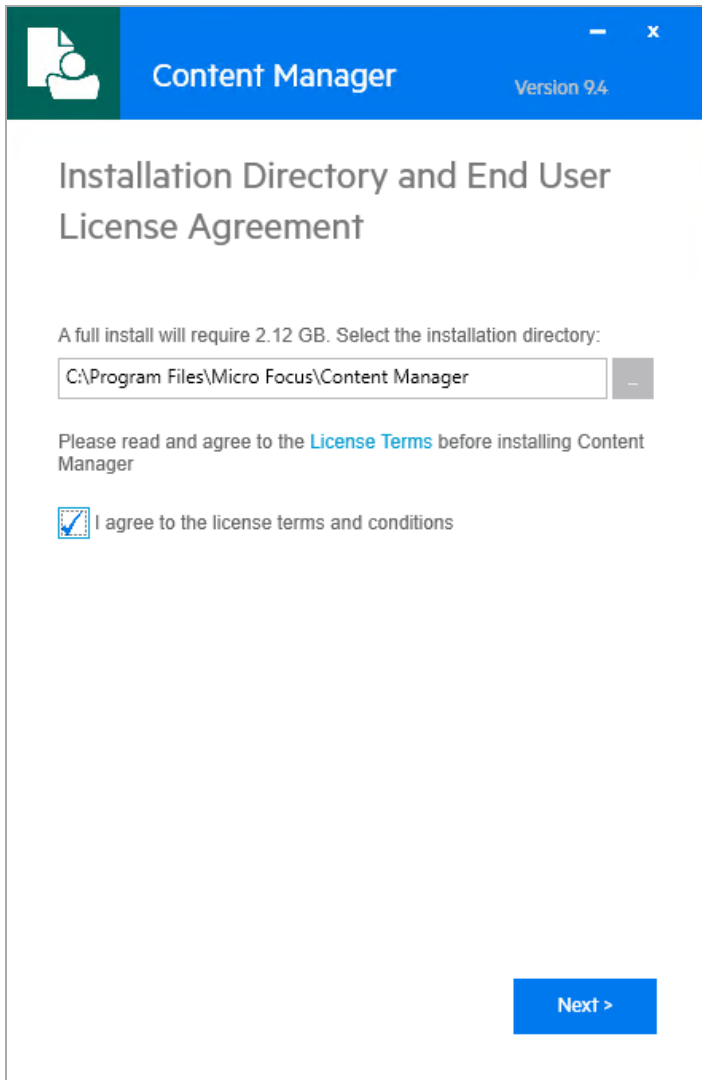 Content Manager
Version 9.4
Installation Directory and End User
License Agreement
A full install will require 2.12 GB. Select the installation directory:
C:\Program Files\Micro Focus\Content Manager
...
Please read and agree to the License Terms before installing Content
Manager
I agree to the license terms and conditions
Next >